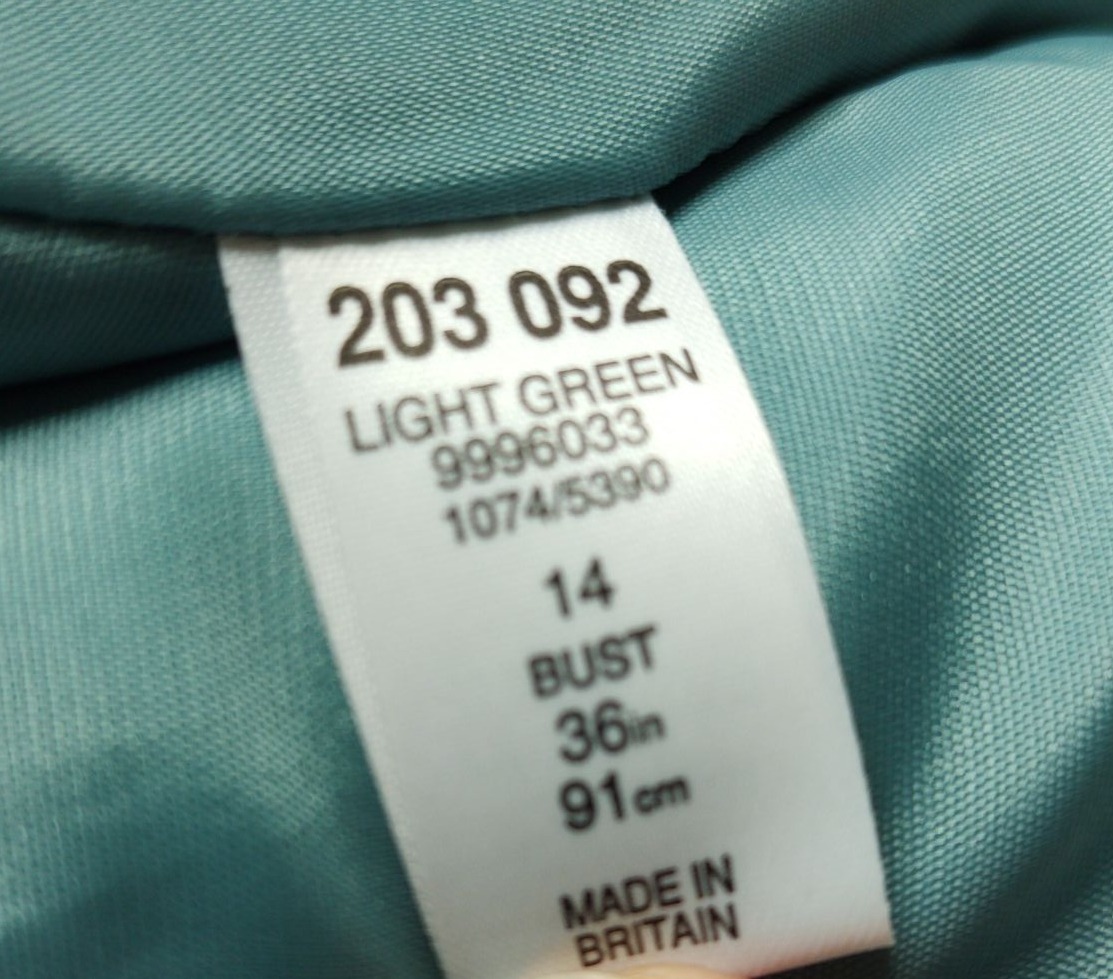 203 092
LIGHT GREEN
9996033
1074/5390
14
BUST
36in
91cm
MADE IN
BRITAIN